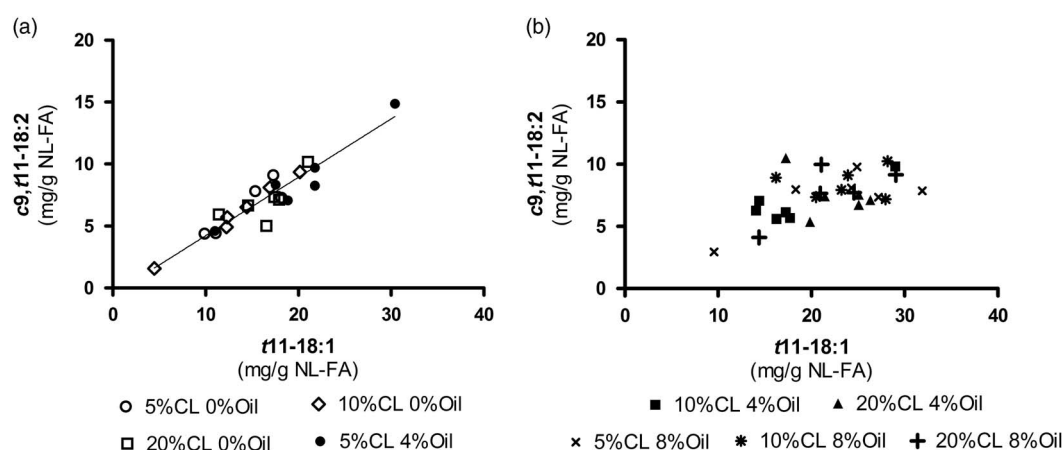 (a)
20
15
10
5
0
c9,t11-18:2
(mg/g NL-FA)
0 10 20 30 40
t11-18:1
(mg/g NL-FA)
5%CL 0%Oil 10%CL 0%Oil
20%CL 0%Oil 5%CL 4%Oil
(b)
20
15
10
5
0
c9,t11-18:2
(mg/g NL-FA)
0 10 20 30 40
t11-18:1
(mg/g NL-FA)
10%CL 4%Oil 20%CL 4%Oil
5%CL 8%Oil 10%CL 8%Oil 20%CL 8%Oil